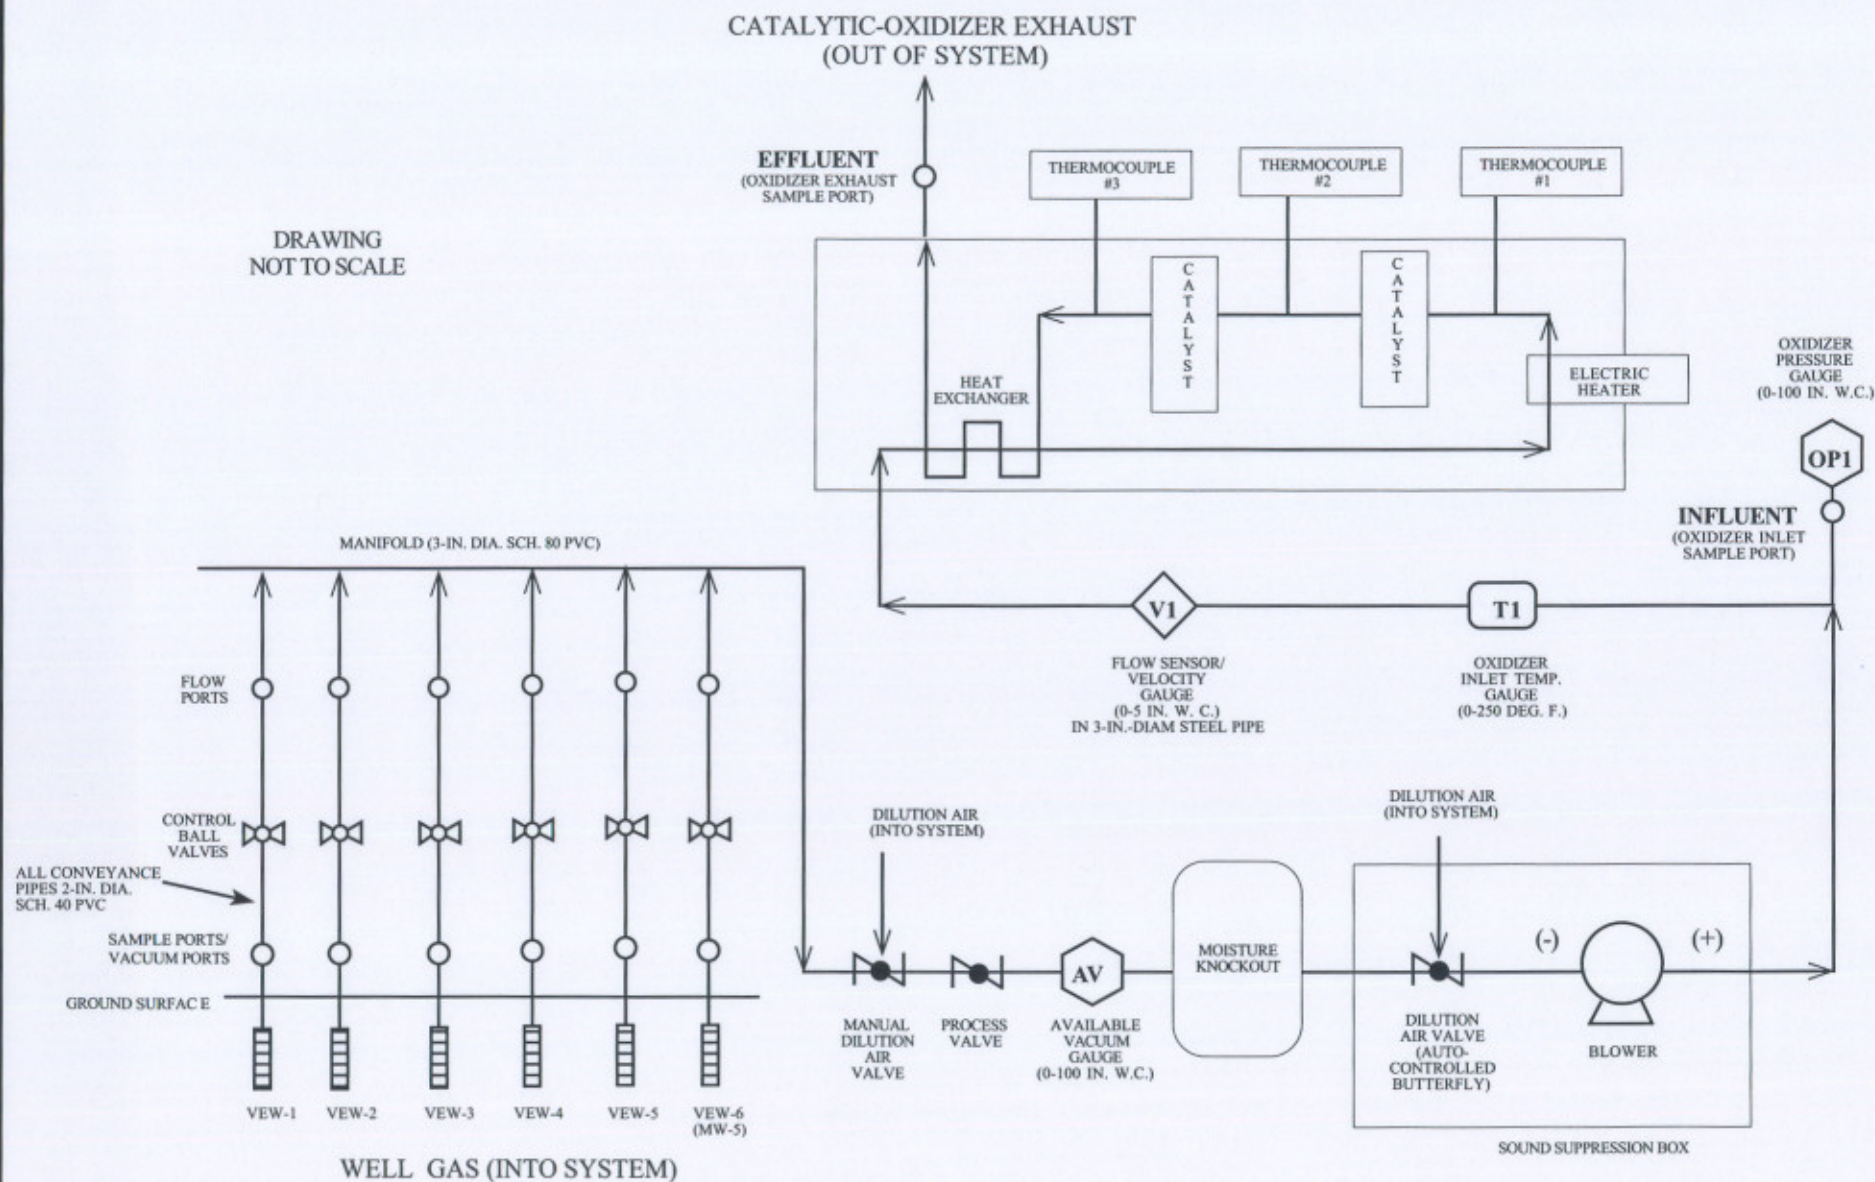 CATALYTIC-OXIDIZER EXHAUST
(OUT OF SYSTEM)
EFFLUENT
(OXIDIZER EXHAUST
SAMPLE PORT)
THERMOCOUPLE
#3
THERMOCOUPLE
#2
THERMOCOUPLE
#1
DRAWING
NOT TO SCALE
CATALYST
CATALYST
HEAT
EXCHANGER
ELECTRIC
HEATER
OXIDIZER
PRESSURE
GAUGE
(0-100 IN. W.C.)
OP1
INFLUENT
(OXIDIZER INLET
SAMPLE PORT)
MANIFOLD (3-IN. DIA. SCH. 80 PVC)
V1
T1
FLOW SENSOR/
VELOCITY
GAUGE
(0-5 IN. W. C.)
IN 3-IN.-DIAM STEEL PIPE
OXIDIZER
INLET TEMP.
GAUGE
(0-250 DEG. F.)
FLOW
PORTS
CONTROL
BALL
VALVES
ALL CONVEYANCE
PIPES 2-IN. DIA.
SCH. 40 PVC
SAMPLE PORTS/
VACUUM PORTS
GROUND SURFAC E
DILUTION AIR
(INTO SYSTEM)
DILUTION AIR
(INTO SYSTEM)
AV
MOISTURE
KNOCKOUT
(-)
(+)
MANUAL
DILUTION
AIR
VALVE
PROCESS
VALVE
AVAILABLE
VACUUM
GAUGE
(0-100 IN. W.C.)
DILUTION
AIR VALVE
(AUTO-
CONTROLLED
BUTTERFLY)
BLOWER
VEW-1
VEW-2
VEW-3
VEW-4
VEW-5
VEW-6
(MW-5)
SOUND SUPPRESSION BOX
WELL GAS (INTO SYSTEM)